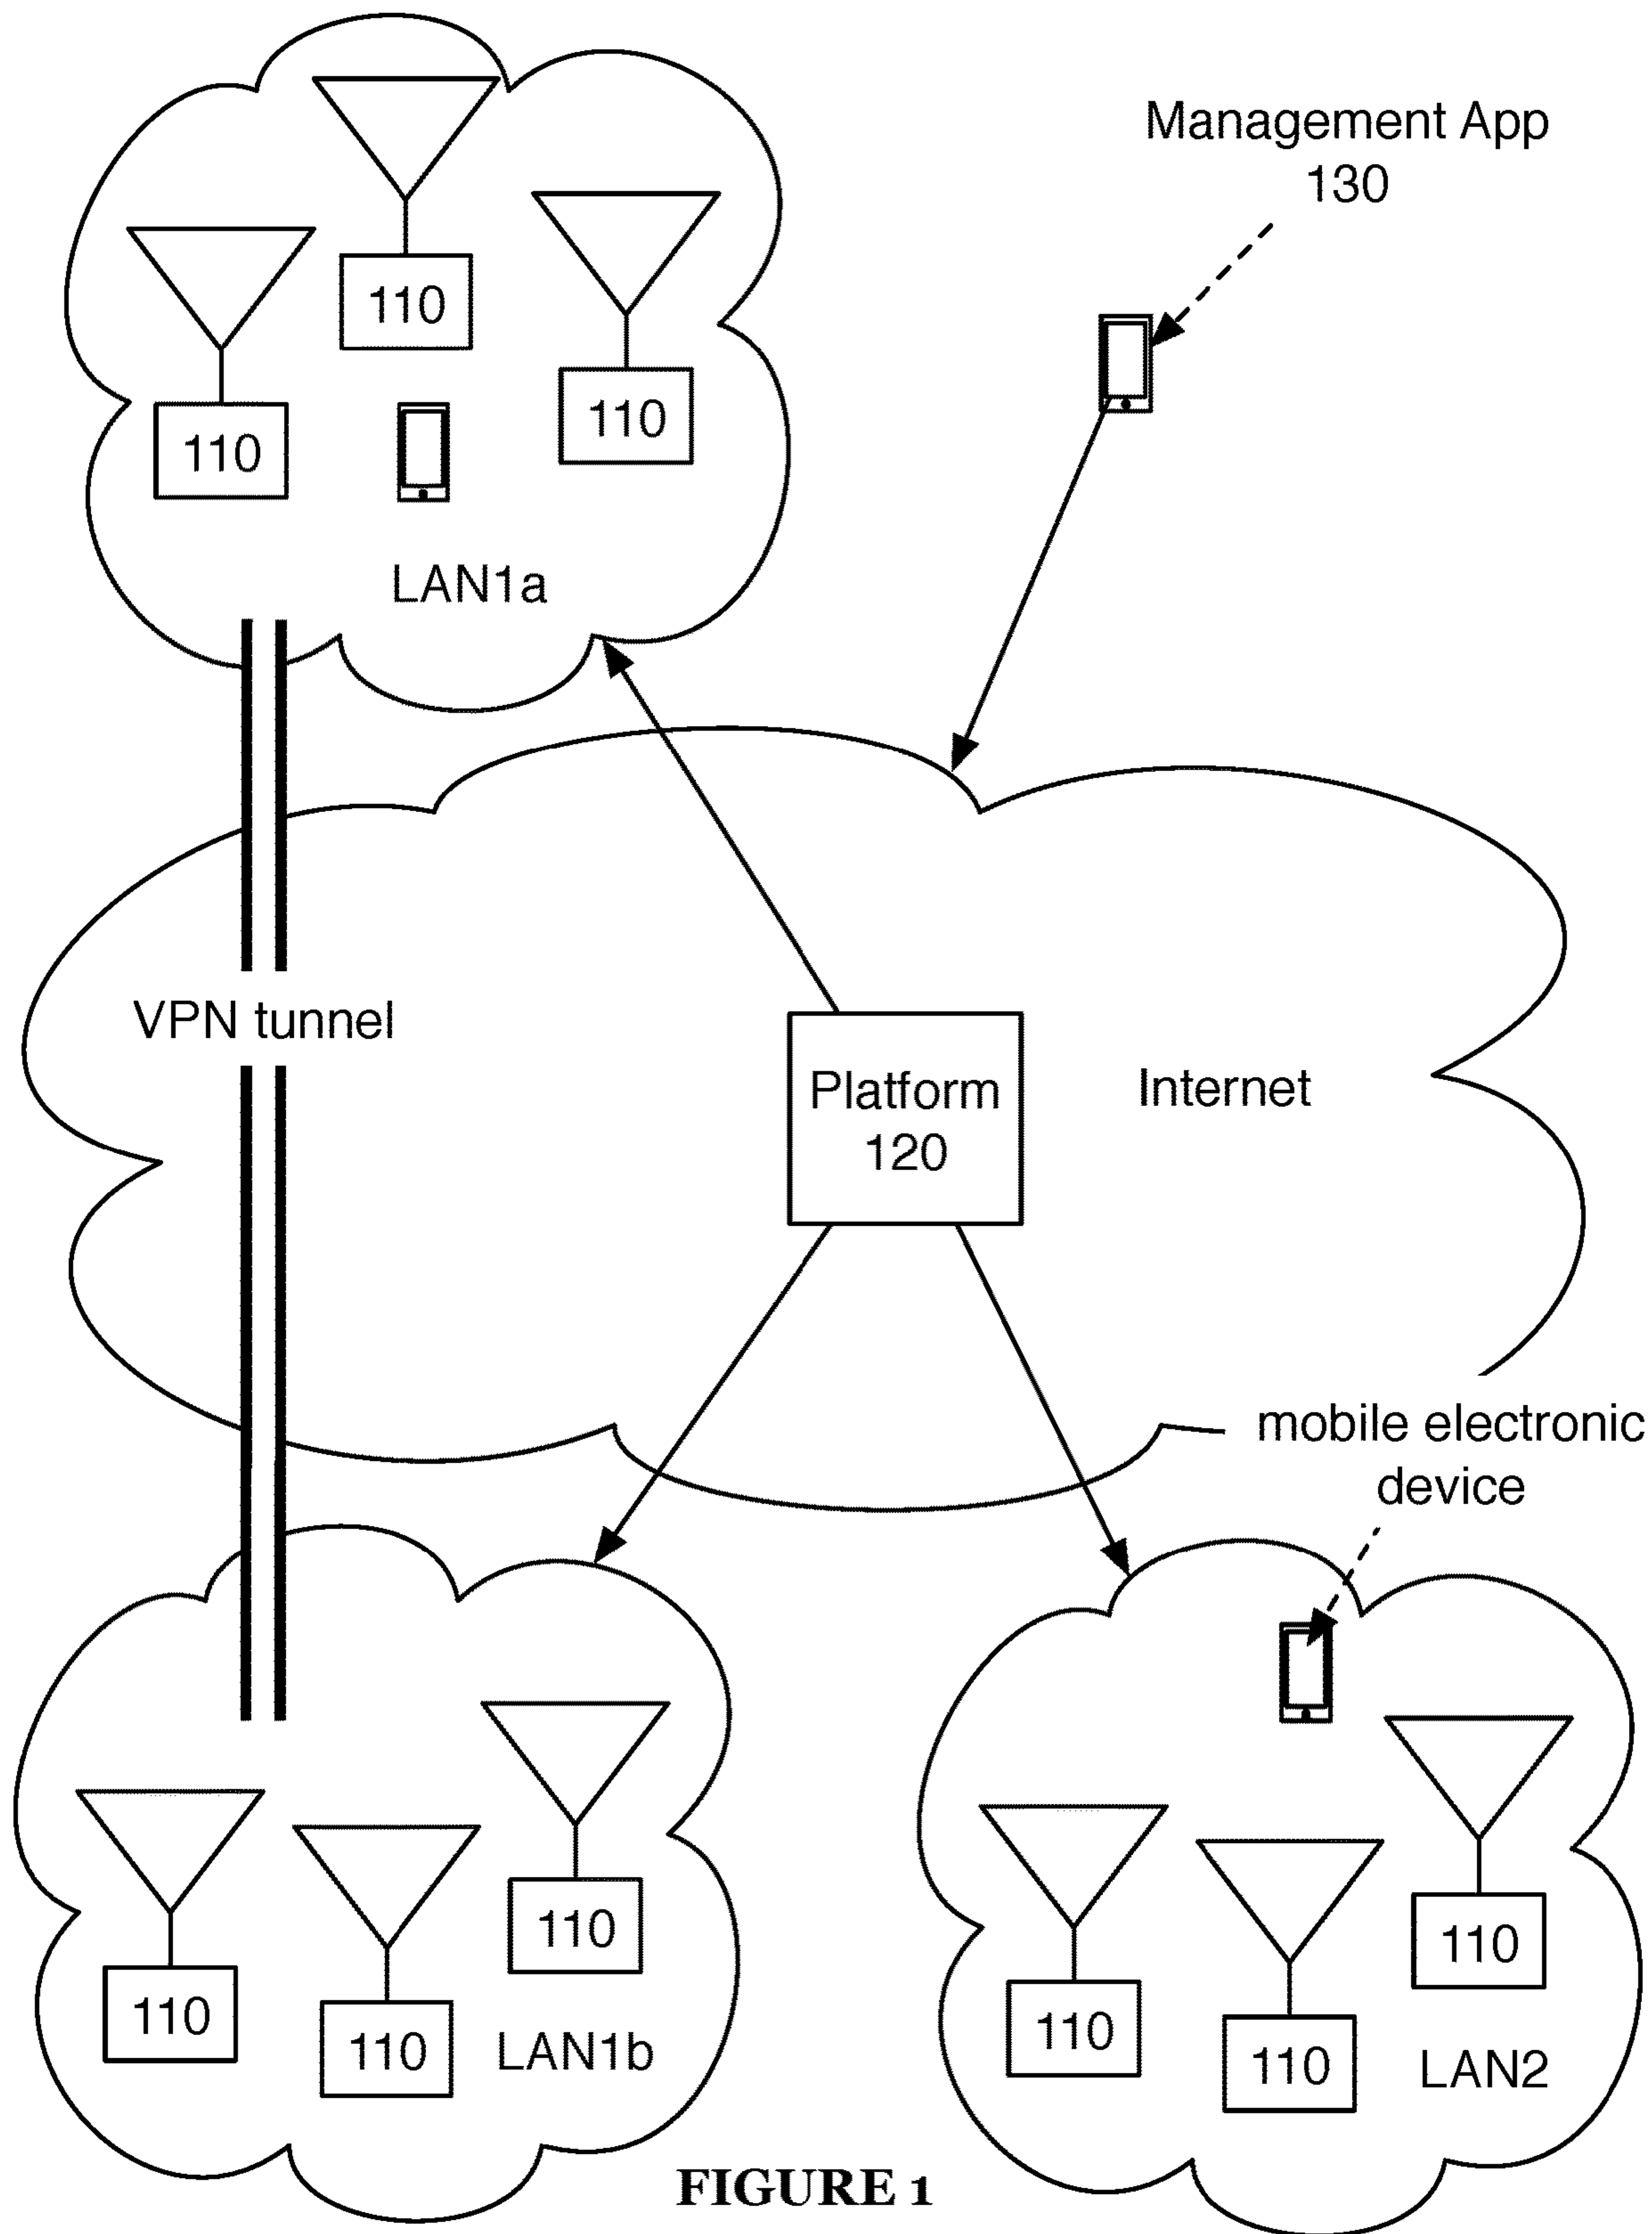 Management App
130
110
110
110
LAN1a
VPN tunnel
Platform
120
Internet
mobile electronic
device
110
110
110
LAN1b
110
110
110
LAN2
FIGURE 1